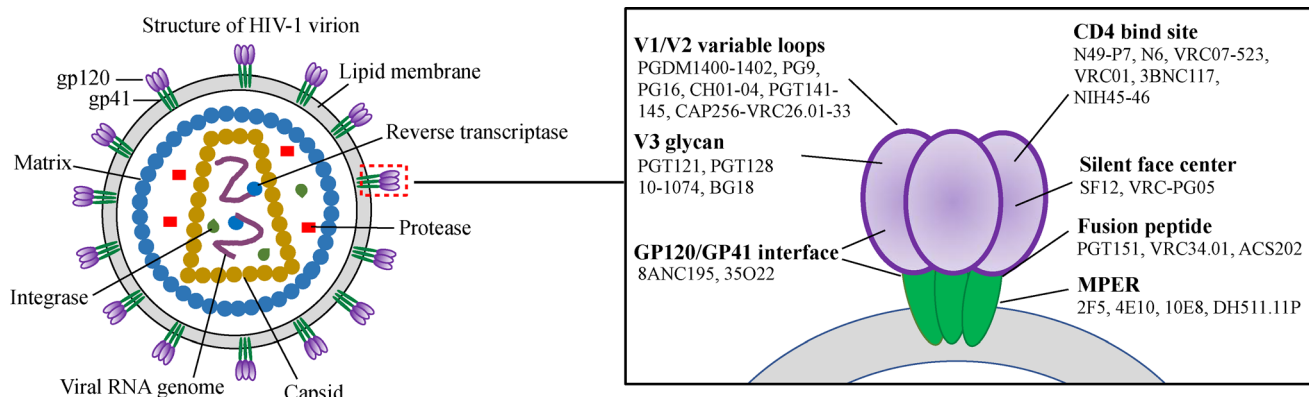 Structure of HIV-1 virion
gp120
gp41
Lipid membrane
Reverse transcriptase
Matrix
Protease
Integrase
Viral RNA genome
Capsid
V1/V2 variable loops
PGDM1400-1402, PG9,
PG16, CH01-04, PGT141-
145, CAP256-VRC26.01-33
V3 glycan
PGT121, PGT128
10-1074, BG18
GP120/GP41 interface
8ANC195, 35O22
CD4 bind site
N49-P7, N6, VRC07-523,
VRC01, 3BNC117,
NIH45-46
Silent face center
SF12, VRC-PG05
Fusion peptide
PGT151, VRC34.01, ACS202
MPER
2F5, 4E10, 10E8, DH511.11P